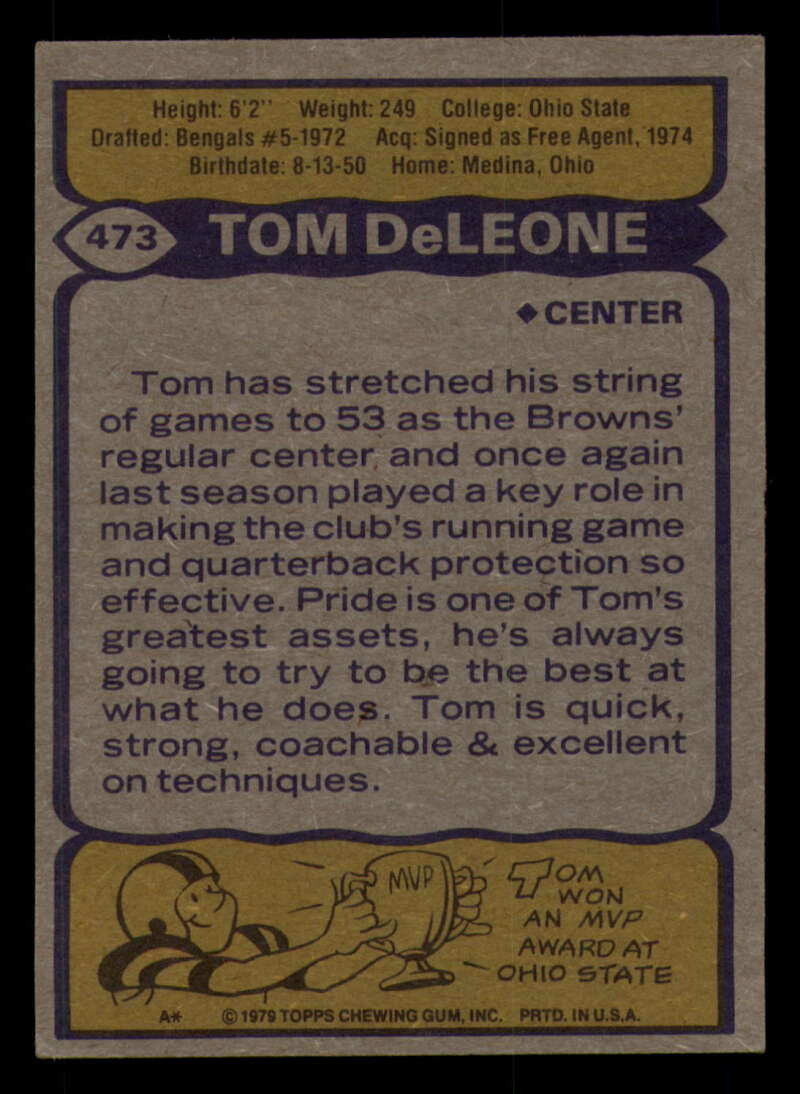 Height: 6'2" Weight: 249 College: Ohio State
Drafted: Bengals #5-1972 Acq: Signed as Free Agent, 1974
Birthdate: 8-13-50 Home: Medina, Ohio
473 TOM DeLEONE
♦ CENTER
Tom has stretched his string
of games to 53 as the Browns'
regular center and once again
last season played a key role in
making the club's running game
and quarterback protection so
effective. Pride is one of Tom's
greatest assets, he's always
going to try to be the best at
what he does. Tom is quick,
strong, coachable & excellent
on techniques.
MVP
TOM
WON
AN MVP
AWARD AT
OHIO STATE
A* © 1979 TOPPS CHEWING GUM, INC. PRTD. IN U.S.A.